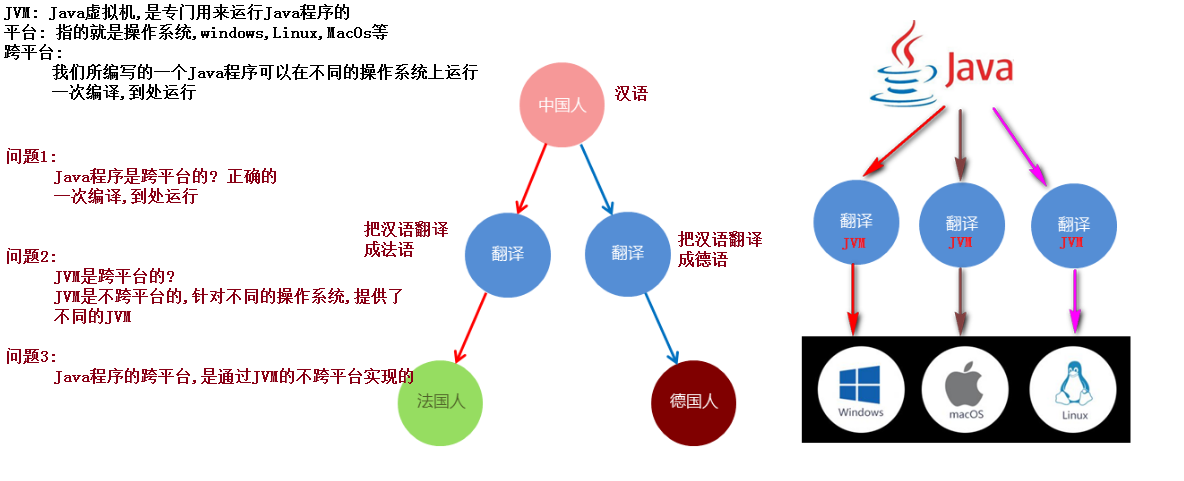 JVM: Java虚拟机,是专门用来运行Java程序的
平台: 指的就是操作系统,windows,Linux,MacOs等
跨平台:
我们所编写的一个Java程序可以在不同的操作系统上运行
一次编译,到处运行
问题1:
Java程序是跨平台的? 正确的
一次编译,到处运行
问题2:
JVM是跨平台的?
JVM是不跨平台的,针对不同的操作系统,提供了
不同的JVM
问题3:
Java程序的跨平台,是通过JVM的不跨平台实现的
中国人
汉语
把汉语翻译
成法语
翻译
翻译
把汉语翻译
成德语
法国人
德国人
Java
翻译
JVM
翻译
JVM
翻译
JVM
Windows
macOS
Linux